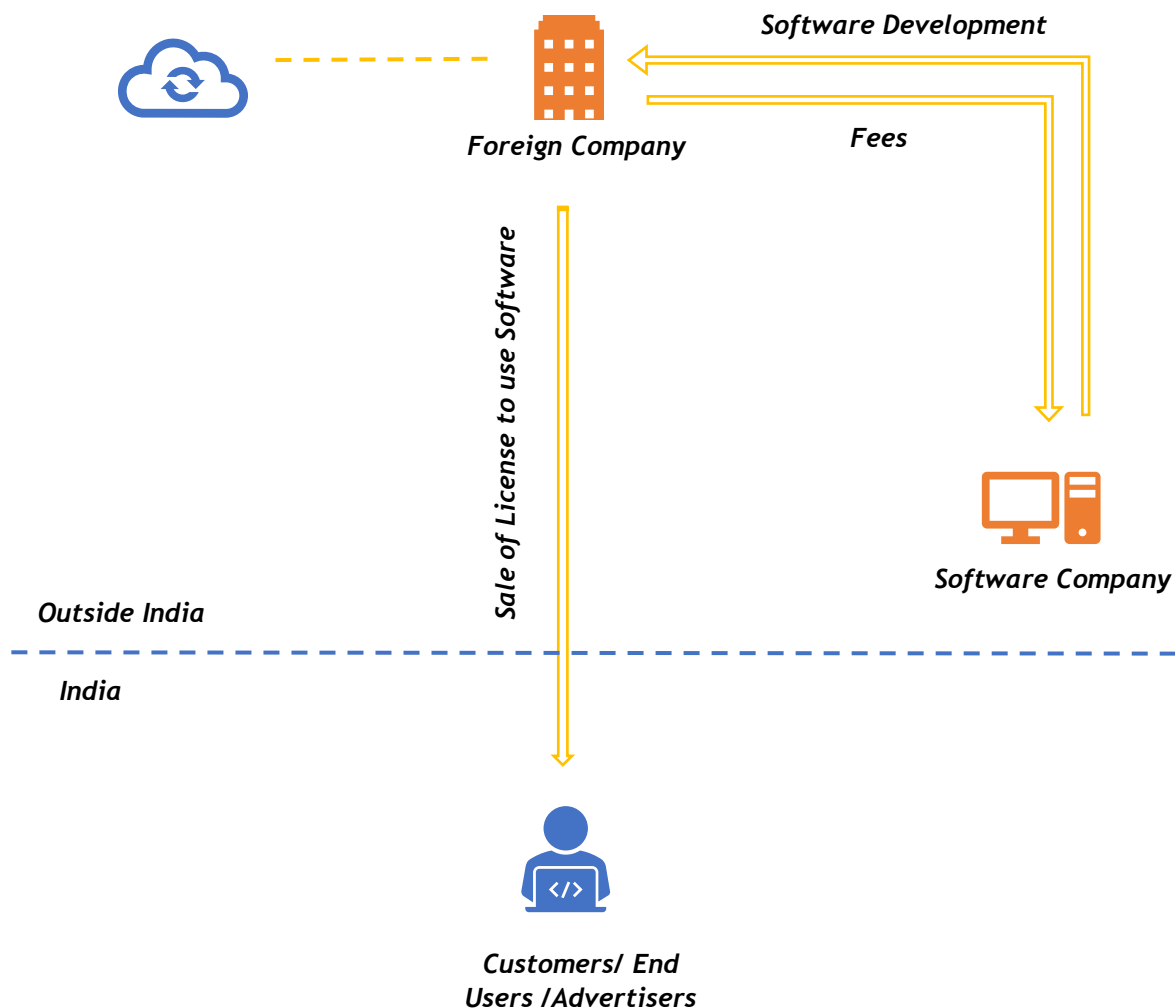 Software Development
Foreign Company
Fees
Sale of License to use Software
Software Company
Outside India
India
</>
Customers/ End
Users /Advertisers